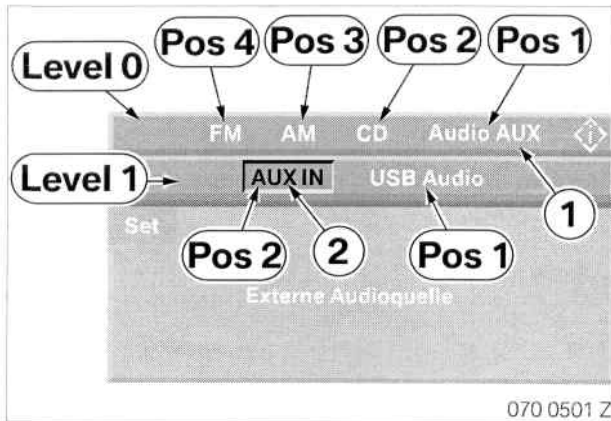 Pos 4 Pos 3 Pos 2 Pos 1
Level 0
FM AM CD Audio AUX i
Level 1 AUX IN USB Audio 1
Set
Pos 2 2 Pos 1
Externe Audioquelle
070 0501 Z